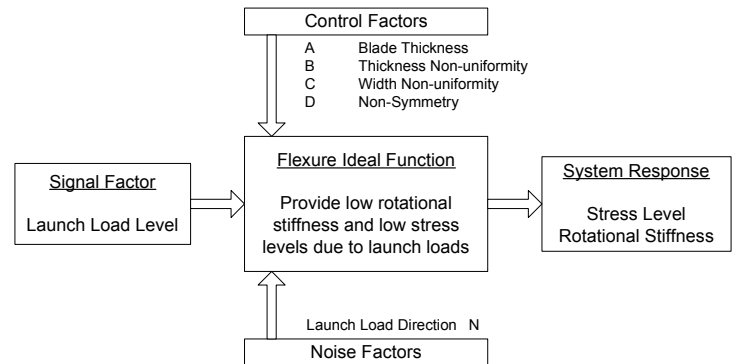 Control Factors
A Blade Thickness
B Thickness Non-uniformity
C Width Non-uniformity
D Non-Symmetry
Signal Factor
Launch Load Level
Flexure Ideal Function
Provide low rotational
stiffness and low stress
levels due to launch loads
System Response
Stress Level
Rotational Stiffness
Launch Load Direction N
Noise Factors